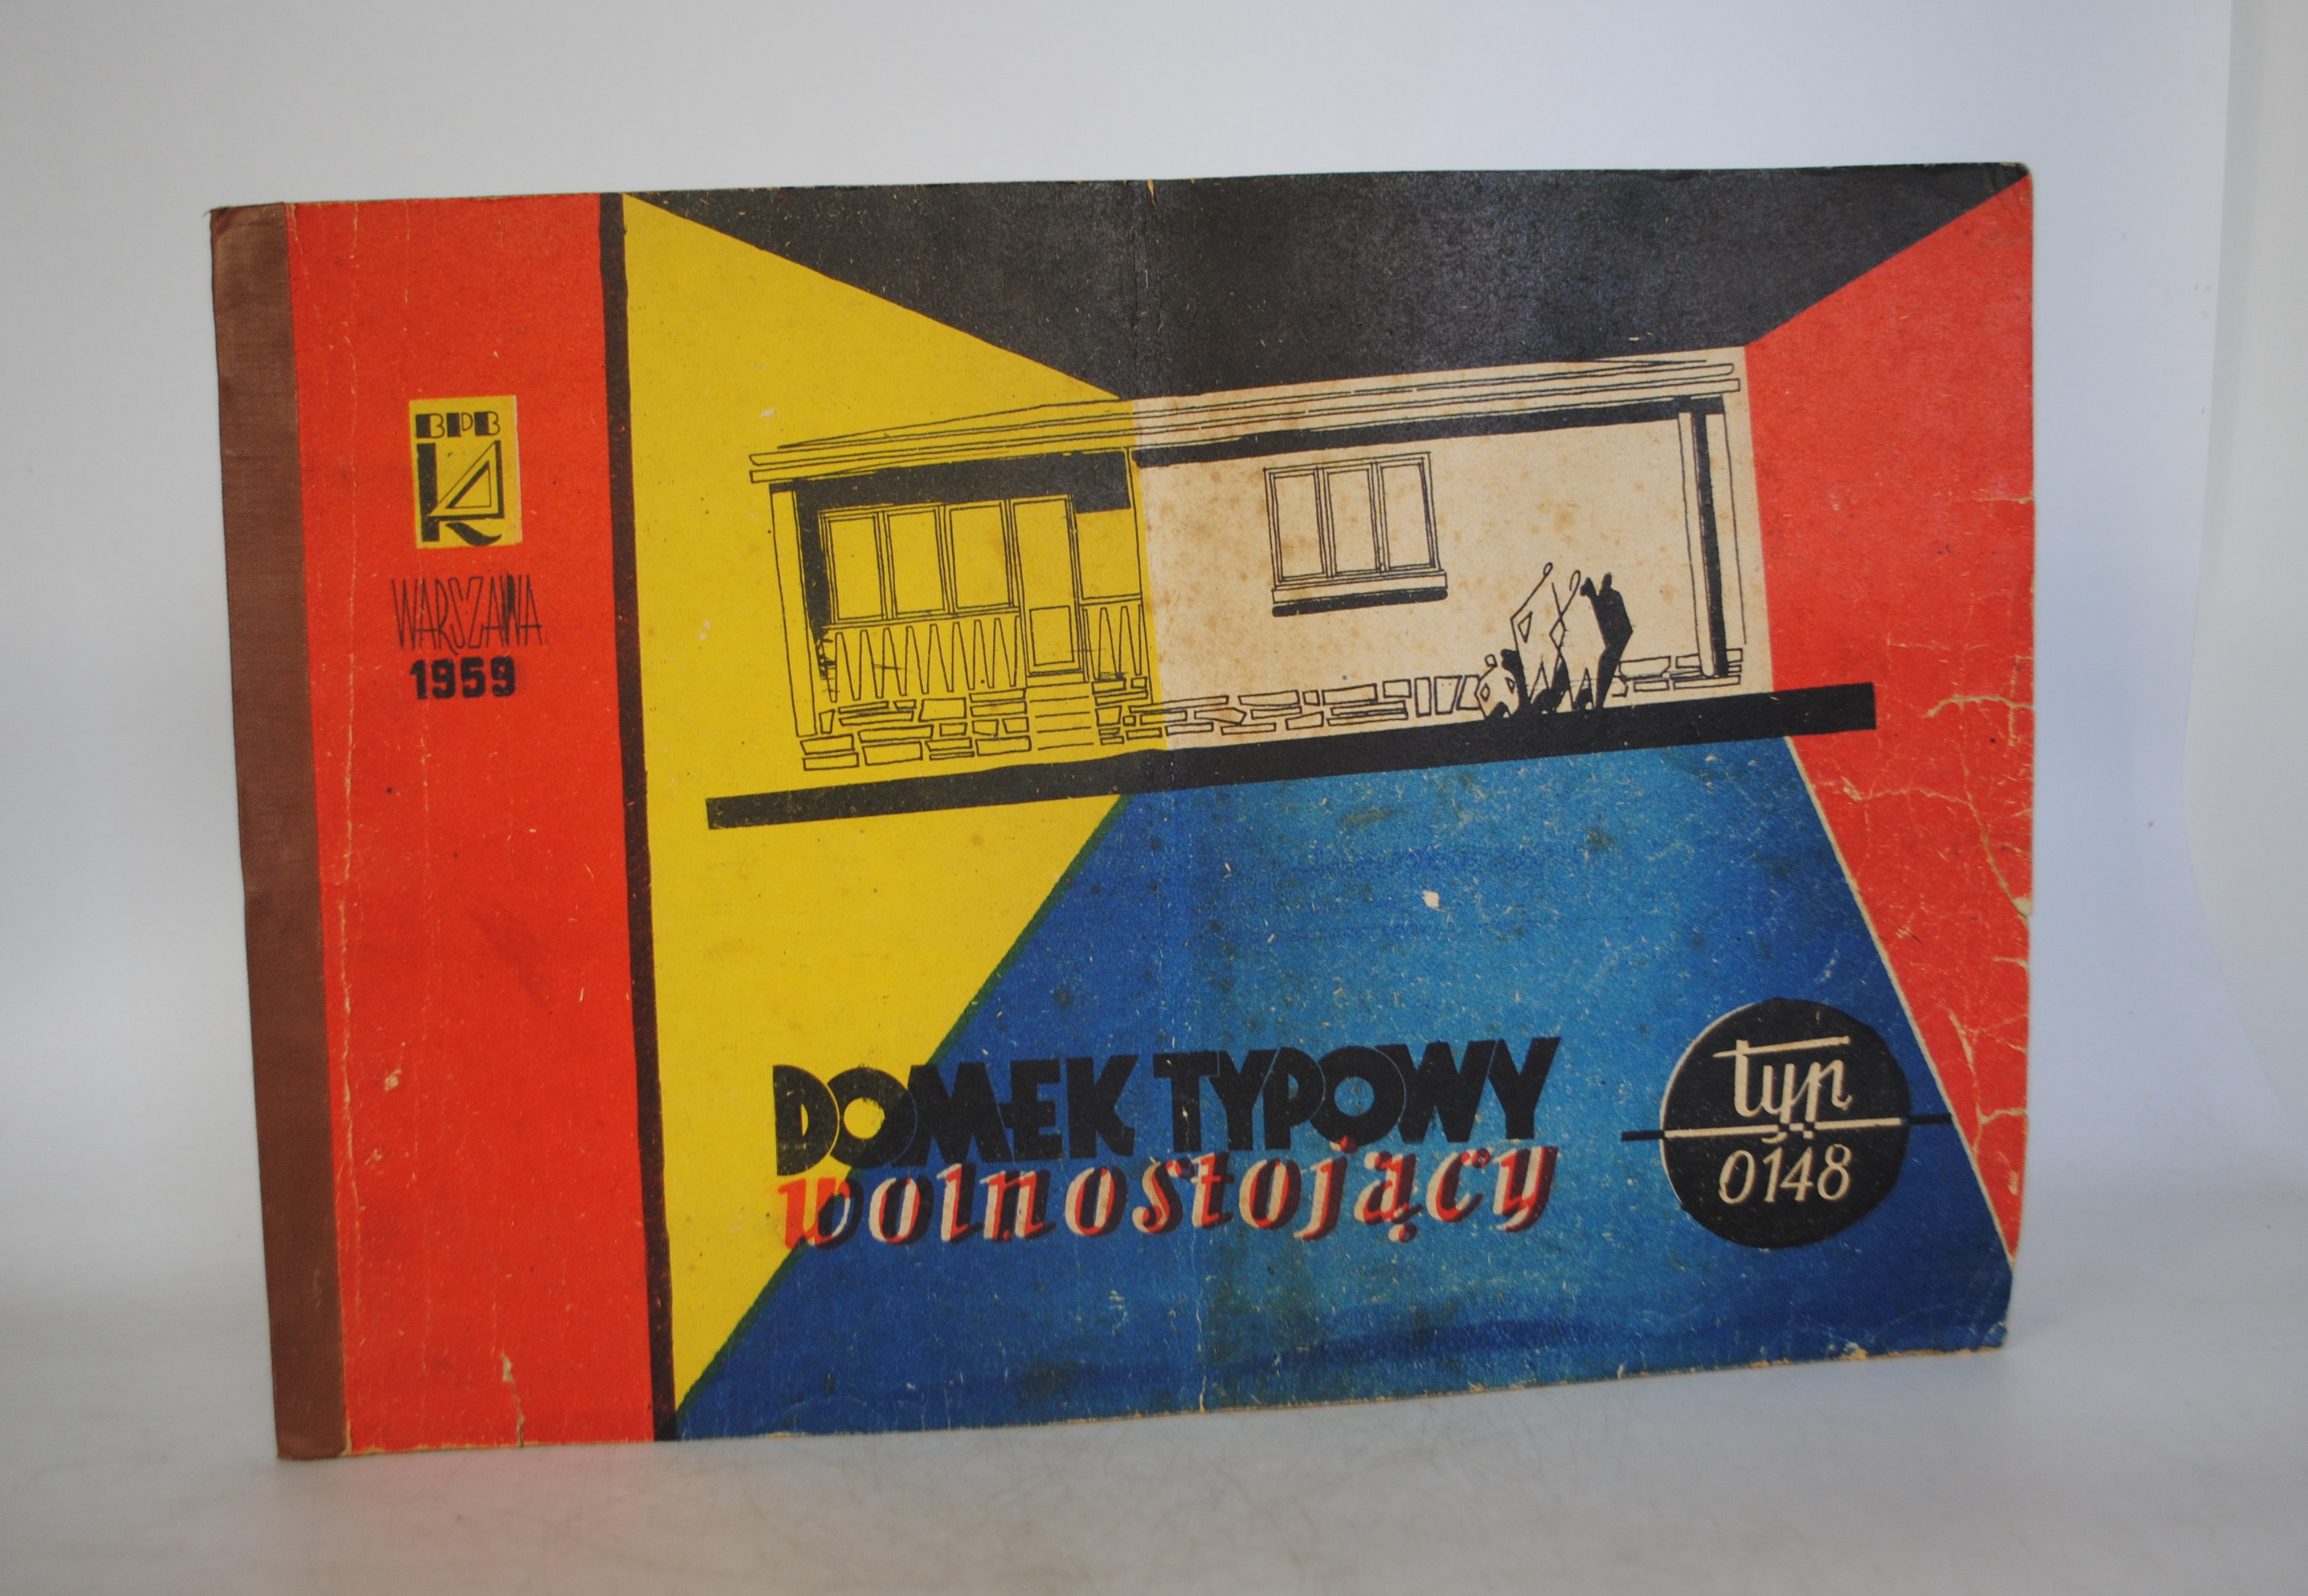 BPB
WARSZAWA
1959
DOMEK TYPOWY
wolnostojący
typ
0148